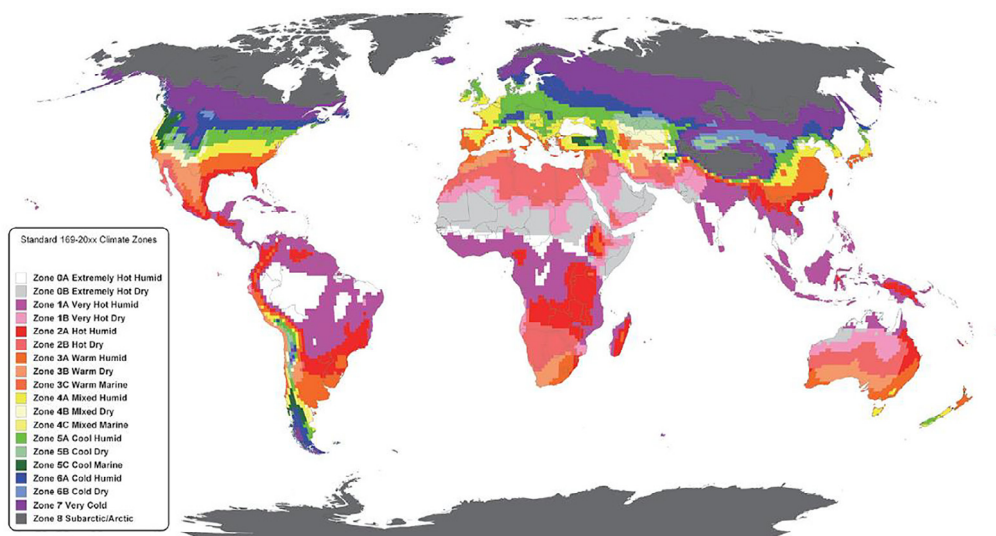 Standard 169-20xx Climate Zones
Zone 0A Extremely Hot Humid
Zone 0B Extremely Hot Dry
Zone 1A Very Hot Humid
Zone 1B Very Hot Dry
Zone 2A Hot Humid
Zone 2B Hot Dry
Zone 3A Warm Humid
Zone 3B Warm Dry
Zone 3C Warm Marine
Zone 4A Mixed Humid
Zone 4B Mixed Dry
Zone 4C Mixed Marine
Zone 5A Cool Humid
Zone 5B Cool Dry
Zone 5C Cool Marine
Zone 6A Cold Humid
Zone 6B Cold Dry
Zone 7 Very Cold
Zone 8 Subarctic/Arctic